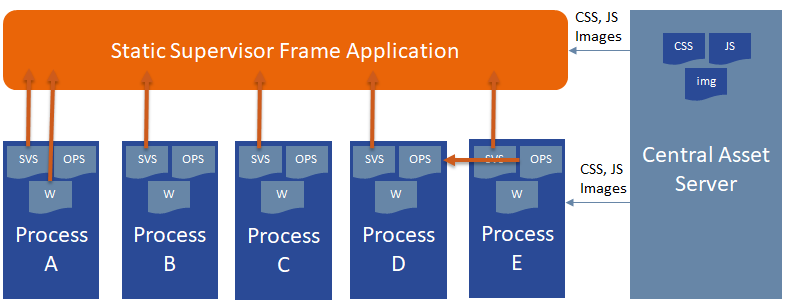 Static Supervisor Frame Application
CSS, JS
Images
CSS
JS
img
Central Asset
Server
CSS, JS
Images
SVS
OPS
W
Process
A
SVS
OPS
W
Process
B
SVS
OPS
W
Process
C
SVS
OPS
W
Process
D
SVS
OPS
W
Process
E